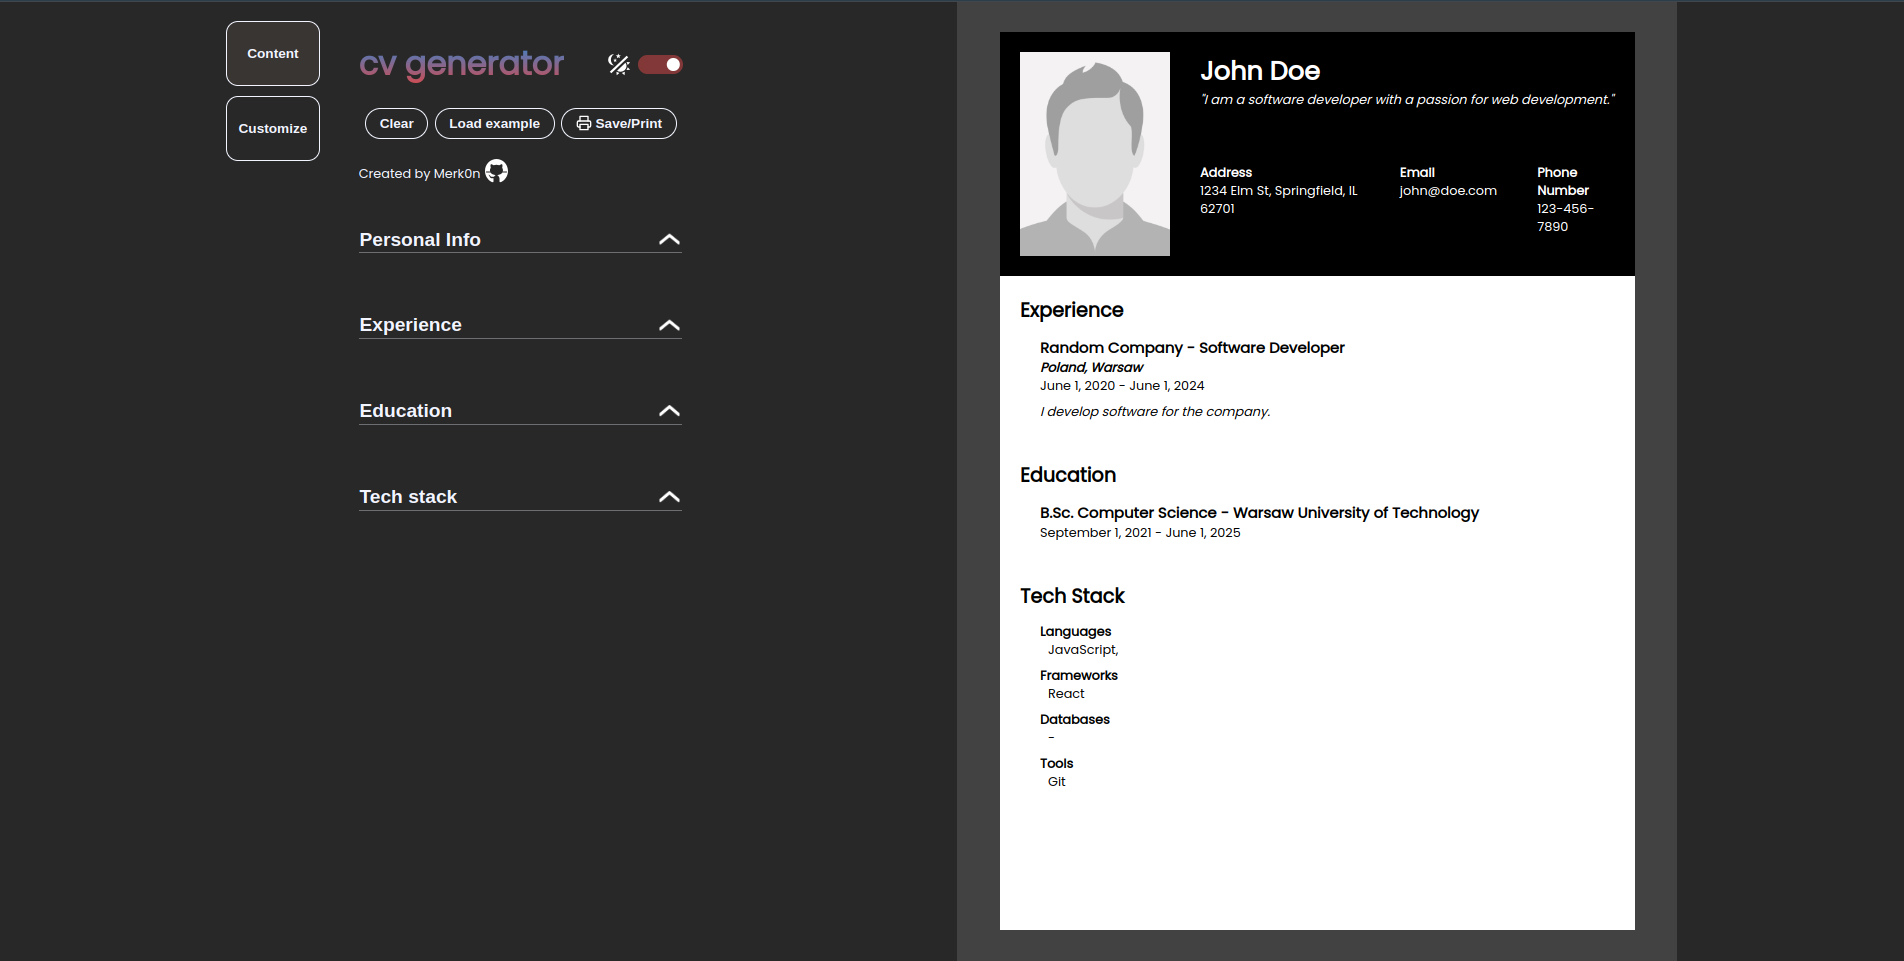 Content
Customize
cv generator
Clear
Load example
Save/Print
Created by Merk0n
Personal Info
Experience
Education
Tech stack
John Doe
"I am a software developer with a passion for web development."
Address
1234 Elm St, Springfield, IL
62701
Email
john@doe.com
Phone
Number
123-456-
7890
Experience
Random Company - Software Developer
Poland, Warsaw
June 1, 2020 - June 1, 2024
I develop software for the company.
Education
B.Sc. Computer Science - Warsaw University of Technology
September 1, 2021 - June 1, 2025
Tech Stack
Languages
JavaScript,
Frameworks
React
Databases
-
Tools
Git